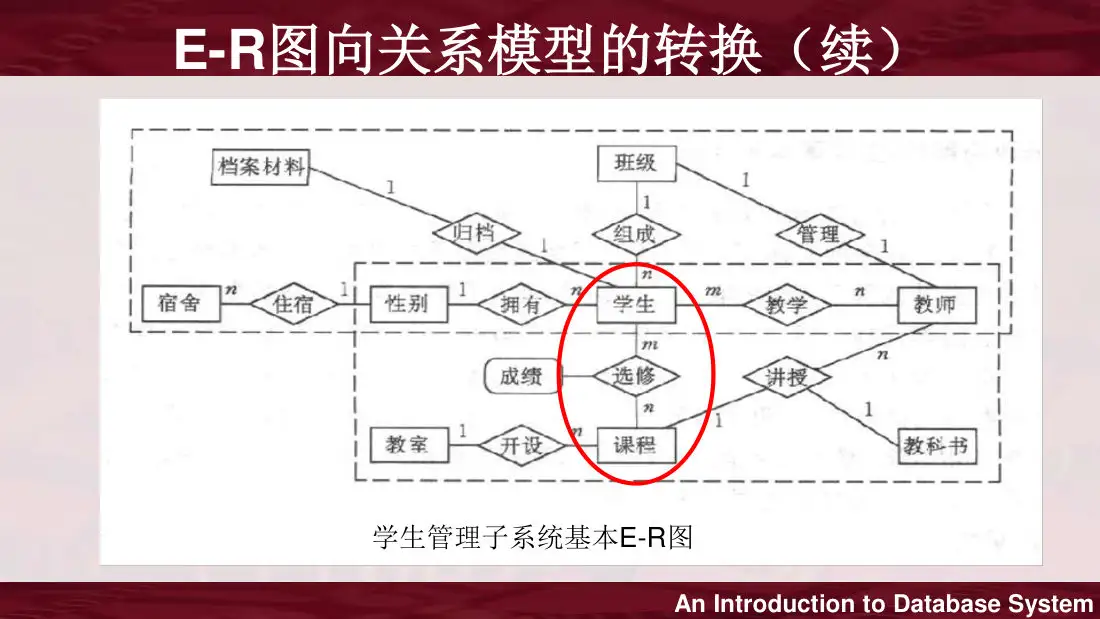 E-R图向关系模型的转换（续）
档案材料
班级
1
1
1
归档
组成
管理
1
n
1
宿舍 n 住宿 1 性别 1 拥有 n 学生 m 教学 n 教师
m
n
成绩
选修
讲授
n
1
1
教室 1 开设 n 课程
教科书
学生管理子系统基本E-R图
An Introduction to Database System